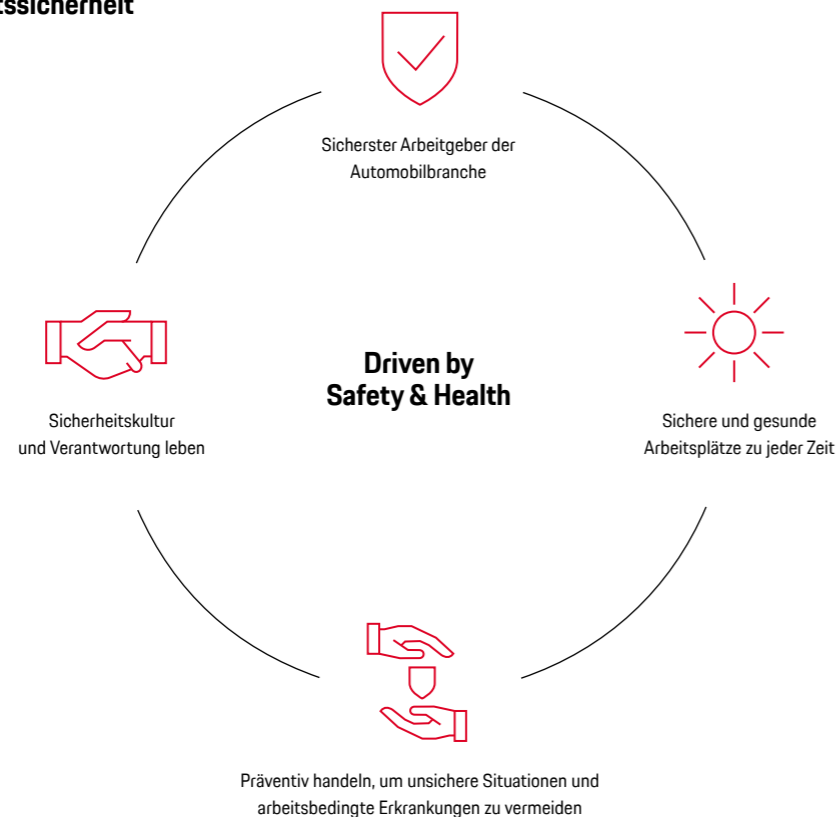 tssicherheit
Sicherster Arbeitgeber der
Automobilbranche
Driven by
Safety & Health
Sicherheitskultur
und Verantwortung leben
Sichere und gesunde
Arbeitsplätze zu jeder Zeit
Präventiv handeln, um unsichere Situationen und
arbeitsbedingte Erkrankungen zu vermeiden